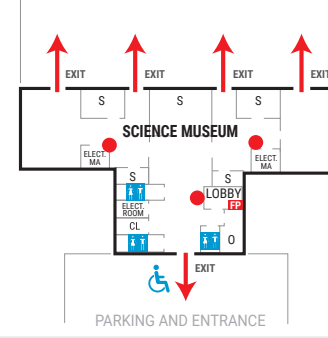 EXIT EXIT EXIT EXIT
S S S
SCIENCE MUSEUM
ELECT.
MA
ELECT.
MA
S S
LOBBY
FP
ELECT.
ROOM
CL O
EXIT
PARKING AND ENTRANCE